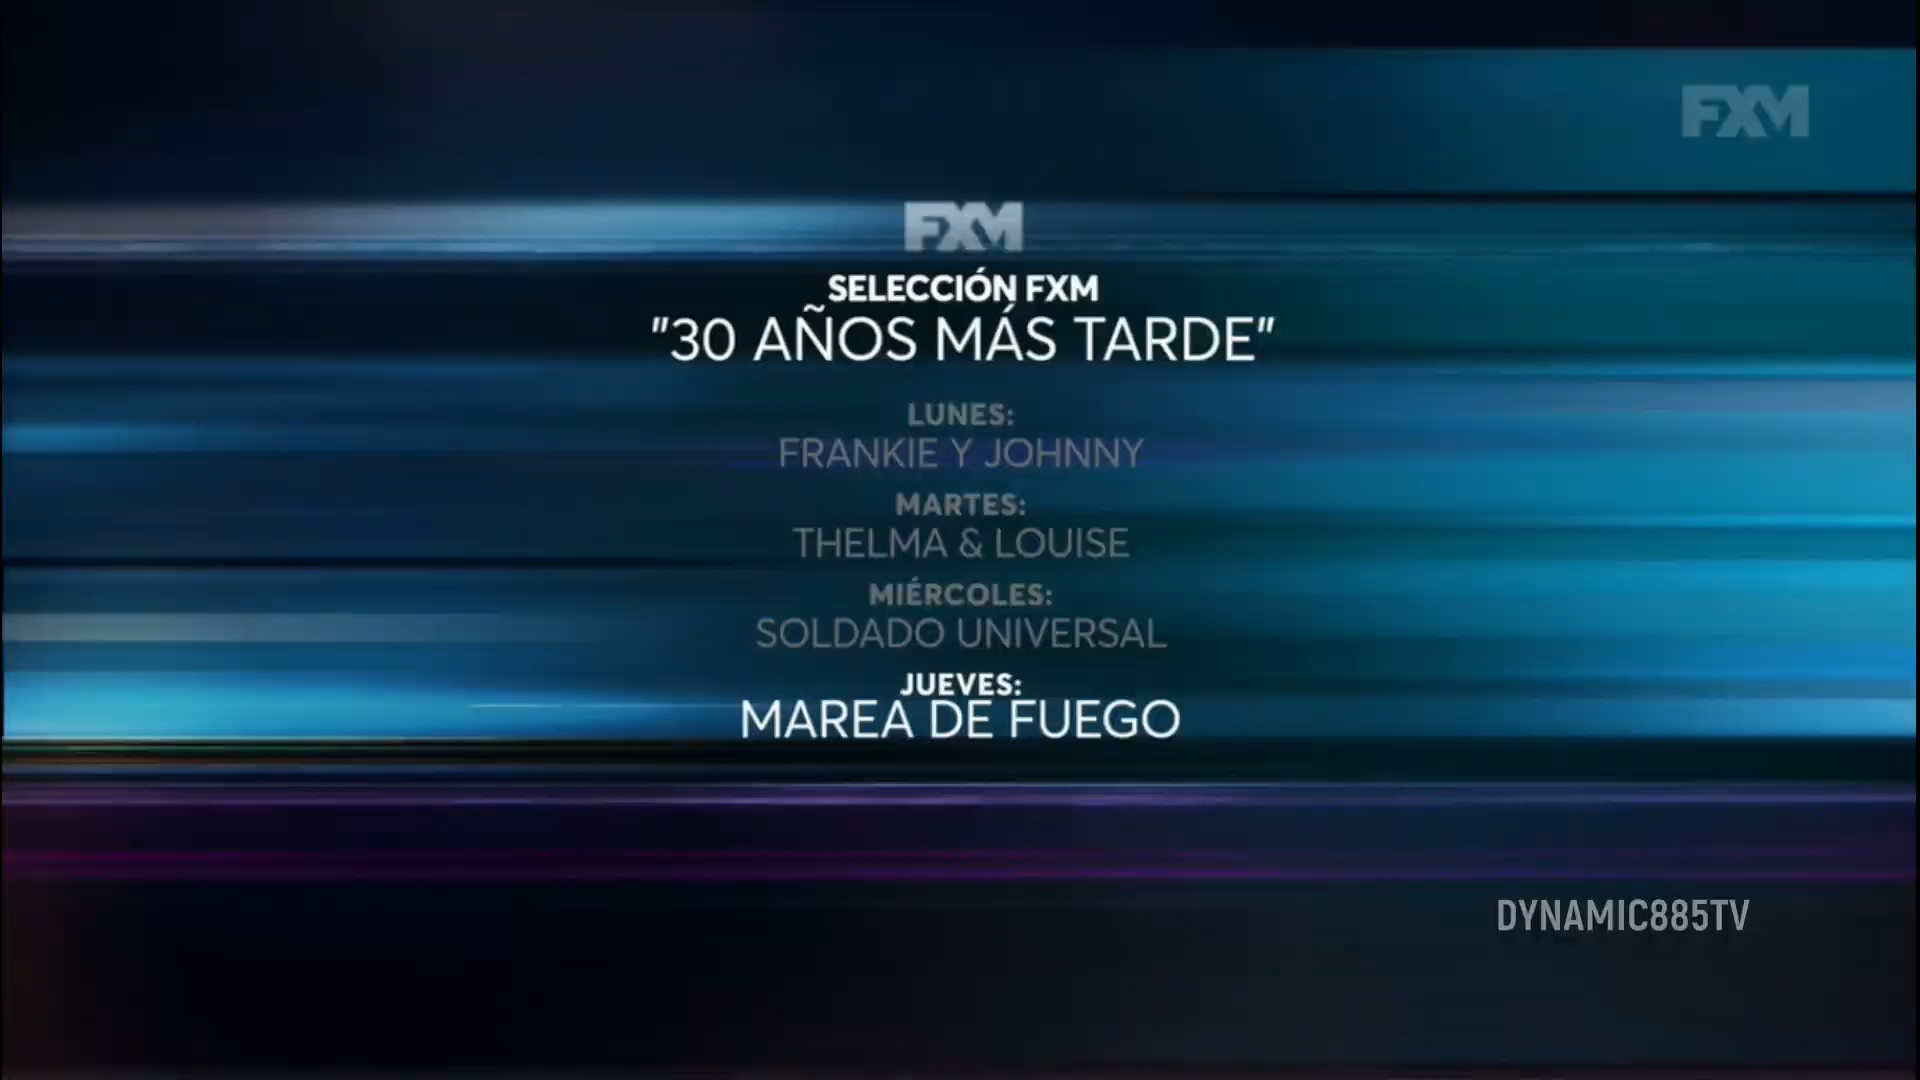 FXM
FXM
SELECCIÓN FXM
"30 AÑOS MÁS TARDE"
LUNES:
FRANKIE Y JOHNNY
MARTES:
THELMA & LOUISE
MIÉRCOLES:
SOLDADO UNIVERSAL
JUEVES:
MAREA DE FUEGO
DYNAMIC885TV